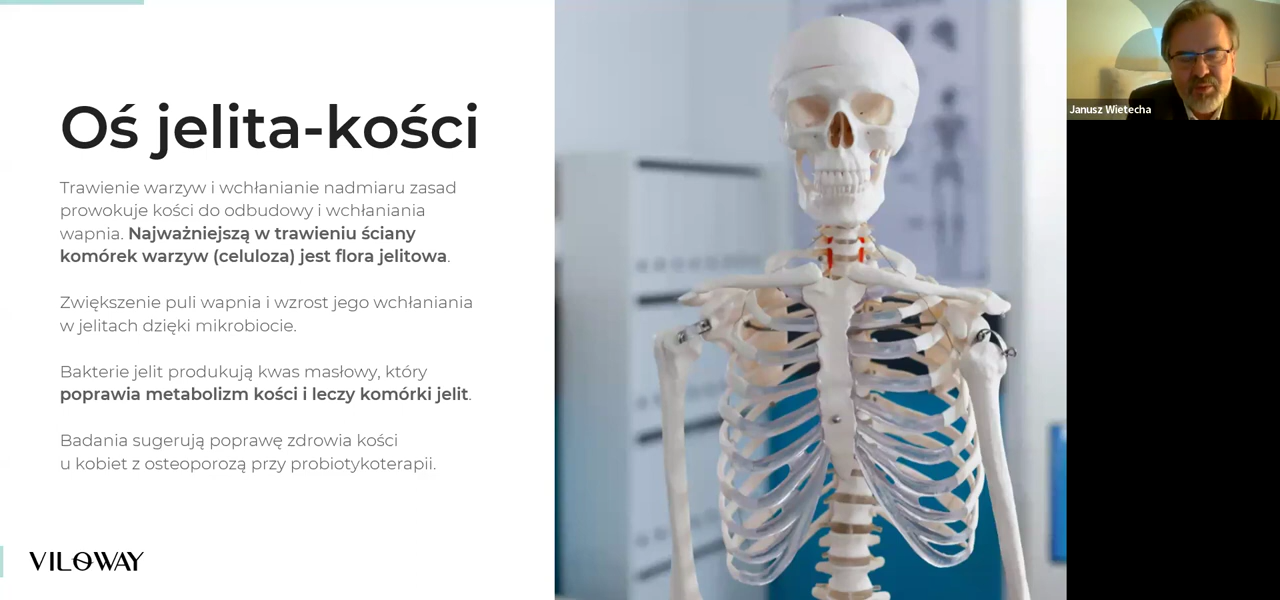 Oś jelita-kości
Trawienie warzyw i wchłanianie nadmiaru zasad
prowokuje kości do odbudowy i wchłaniania
wapnia. Najważniejszą w trawieniu ściany
komórek warzyw (celuloza) jest flora jelitowa.
Zwiększenie puli wapnia i wzrost jego wchłaniania
w jelitach dzięki mikrobiocie.
Bakterie jelit produkują kwas masłowy, który
poprawia metabolizm kości i leczy komórki jelit.
Badania sugerują poprawę zdrowia kości
u kobiet z osteoporozą przy probiotykoterapii.
VILOWAY
Janusz Wietecha